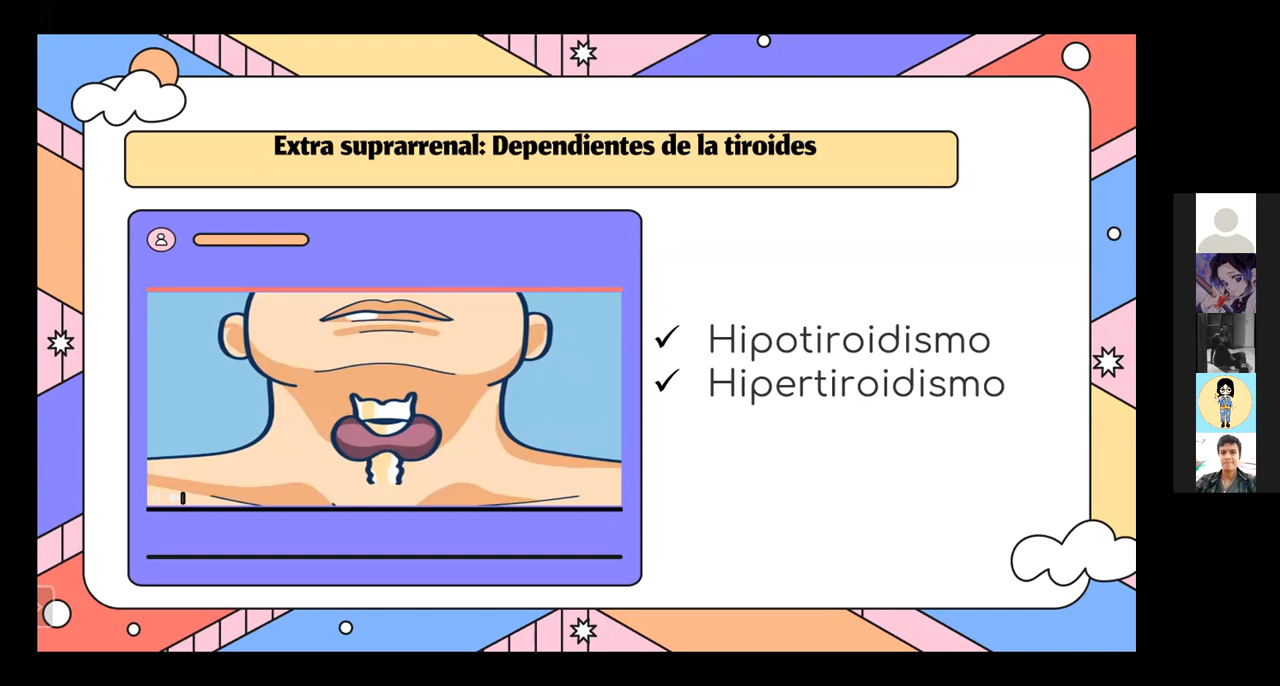 Extra suprarrenal: Dependientes de la tiroides
✓ Hipotiroidismo
✓ Hipertiroidismo